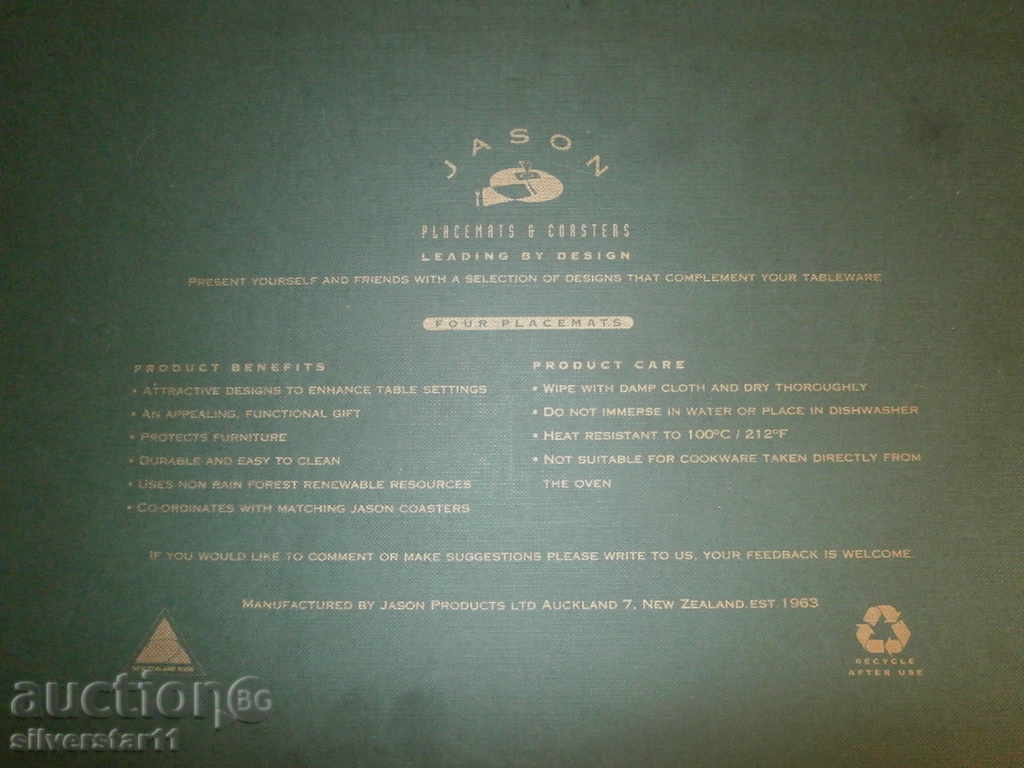 JASON
PLACEMATS & COASTERS
LEADING BY DESIGN
PRESENT YOURSELF AND FRIENDS WITH A SELECTION OF DESIGNS THAT COMPLEMENT YOUR TABLEWARE
FOUR PLACEMATS
PRODUCT BENEFITS
• ATTRACTIVE DESIGNS TO ENHANCE TABLE SETTINGS
• AN APPEALING, FUNCTIONAL GIFT
• PROTECTS FURNITURE
• DURABLE AND EASY TO CLEAN
• USES NON RAIN FOREST RENEWABLE RESOURCES
• CO-ORDINATES WITH MATCHING JASON COASTERS
PRODUCT CARE
• WIPE WITH DAMP CLOTH AND DRY THOROUGHLY
• DO NOT IMMERSE IN WATER OR PLACE IN DISHWASHER
• HEAT RESISTANT TO 100ºC / 212ºF
• NOT SUITABLE FOR COOKWARE TAKEN DIRECTLY FROM
THE OVEN
IF YOU WOULD LIKE TO COMMENT OR MAKE SUGGESTIONS PLEASE WRITE TO US. YOUR FEEDBACK IS WELCOME
MANUFACTURED BY JASON PRODUCTS LTD AUCKLAND 7, NEW ZEALAND.EST 1963
RECYCLE
AFTER USE
auction BG
silverstar11